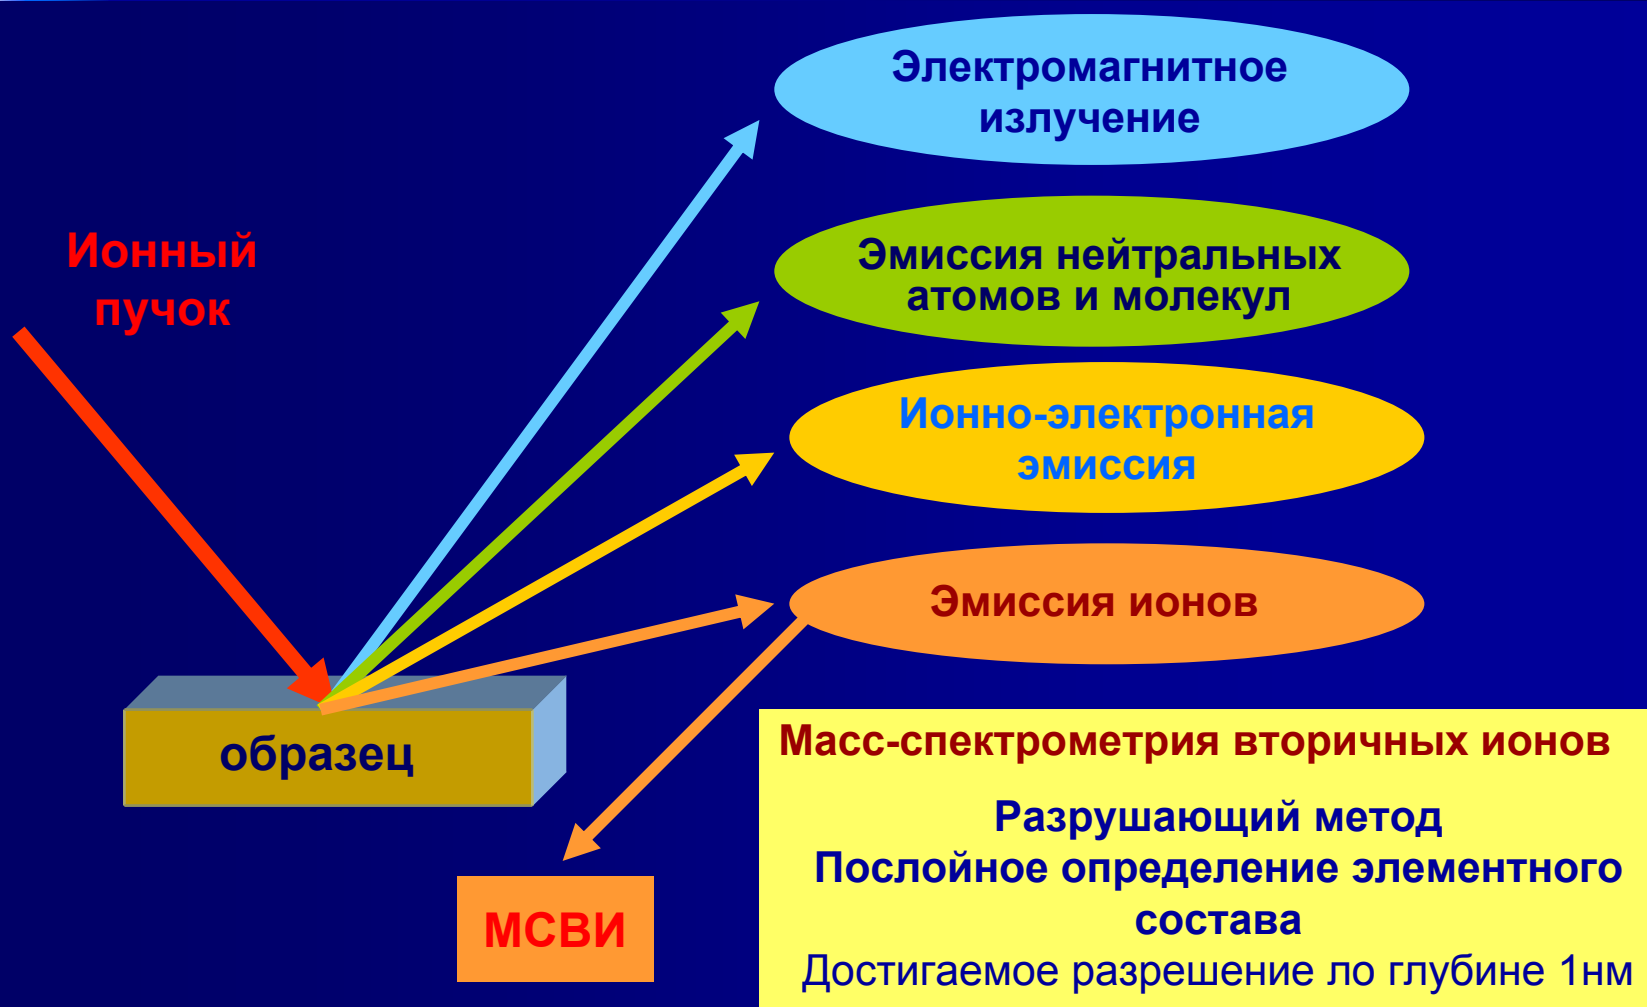 Электромагнитное
излучение
Ионный
пучок
Эмиссия нейтральных
атомов и молекул
Ионно-электронная
эмиссия
Эмиссия ионов
образец
МСВИ
Масс-спектрометрия вторичных ионов
Разрушающий метод
Послойное определение элементного
состава
Достигаемое разрешение ло глубине 1нм